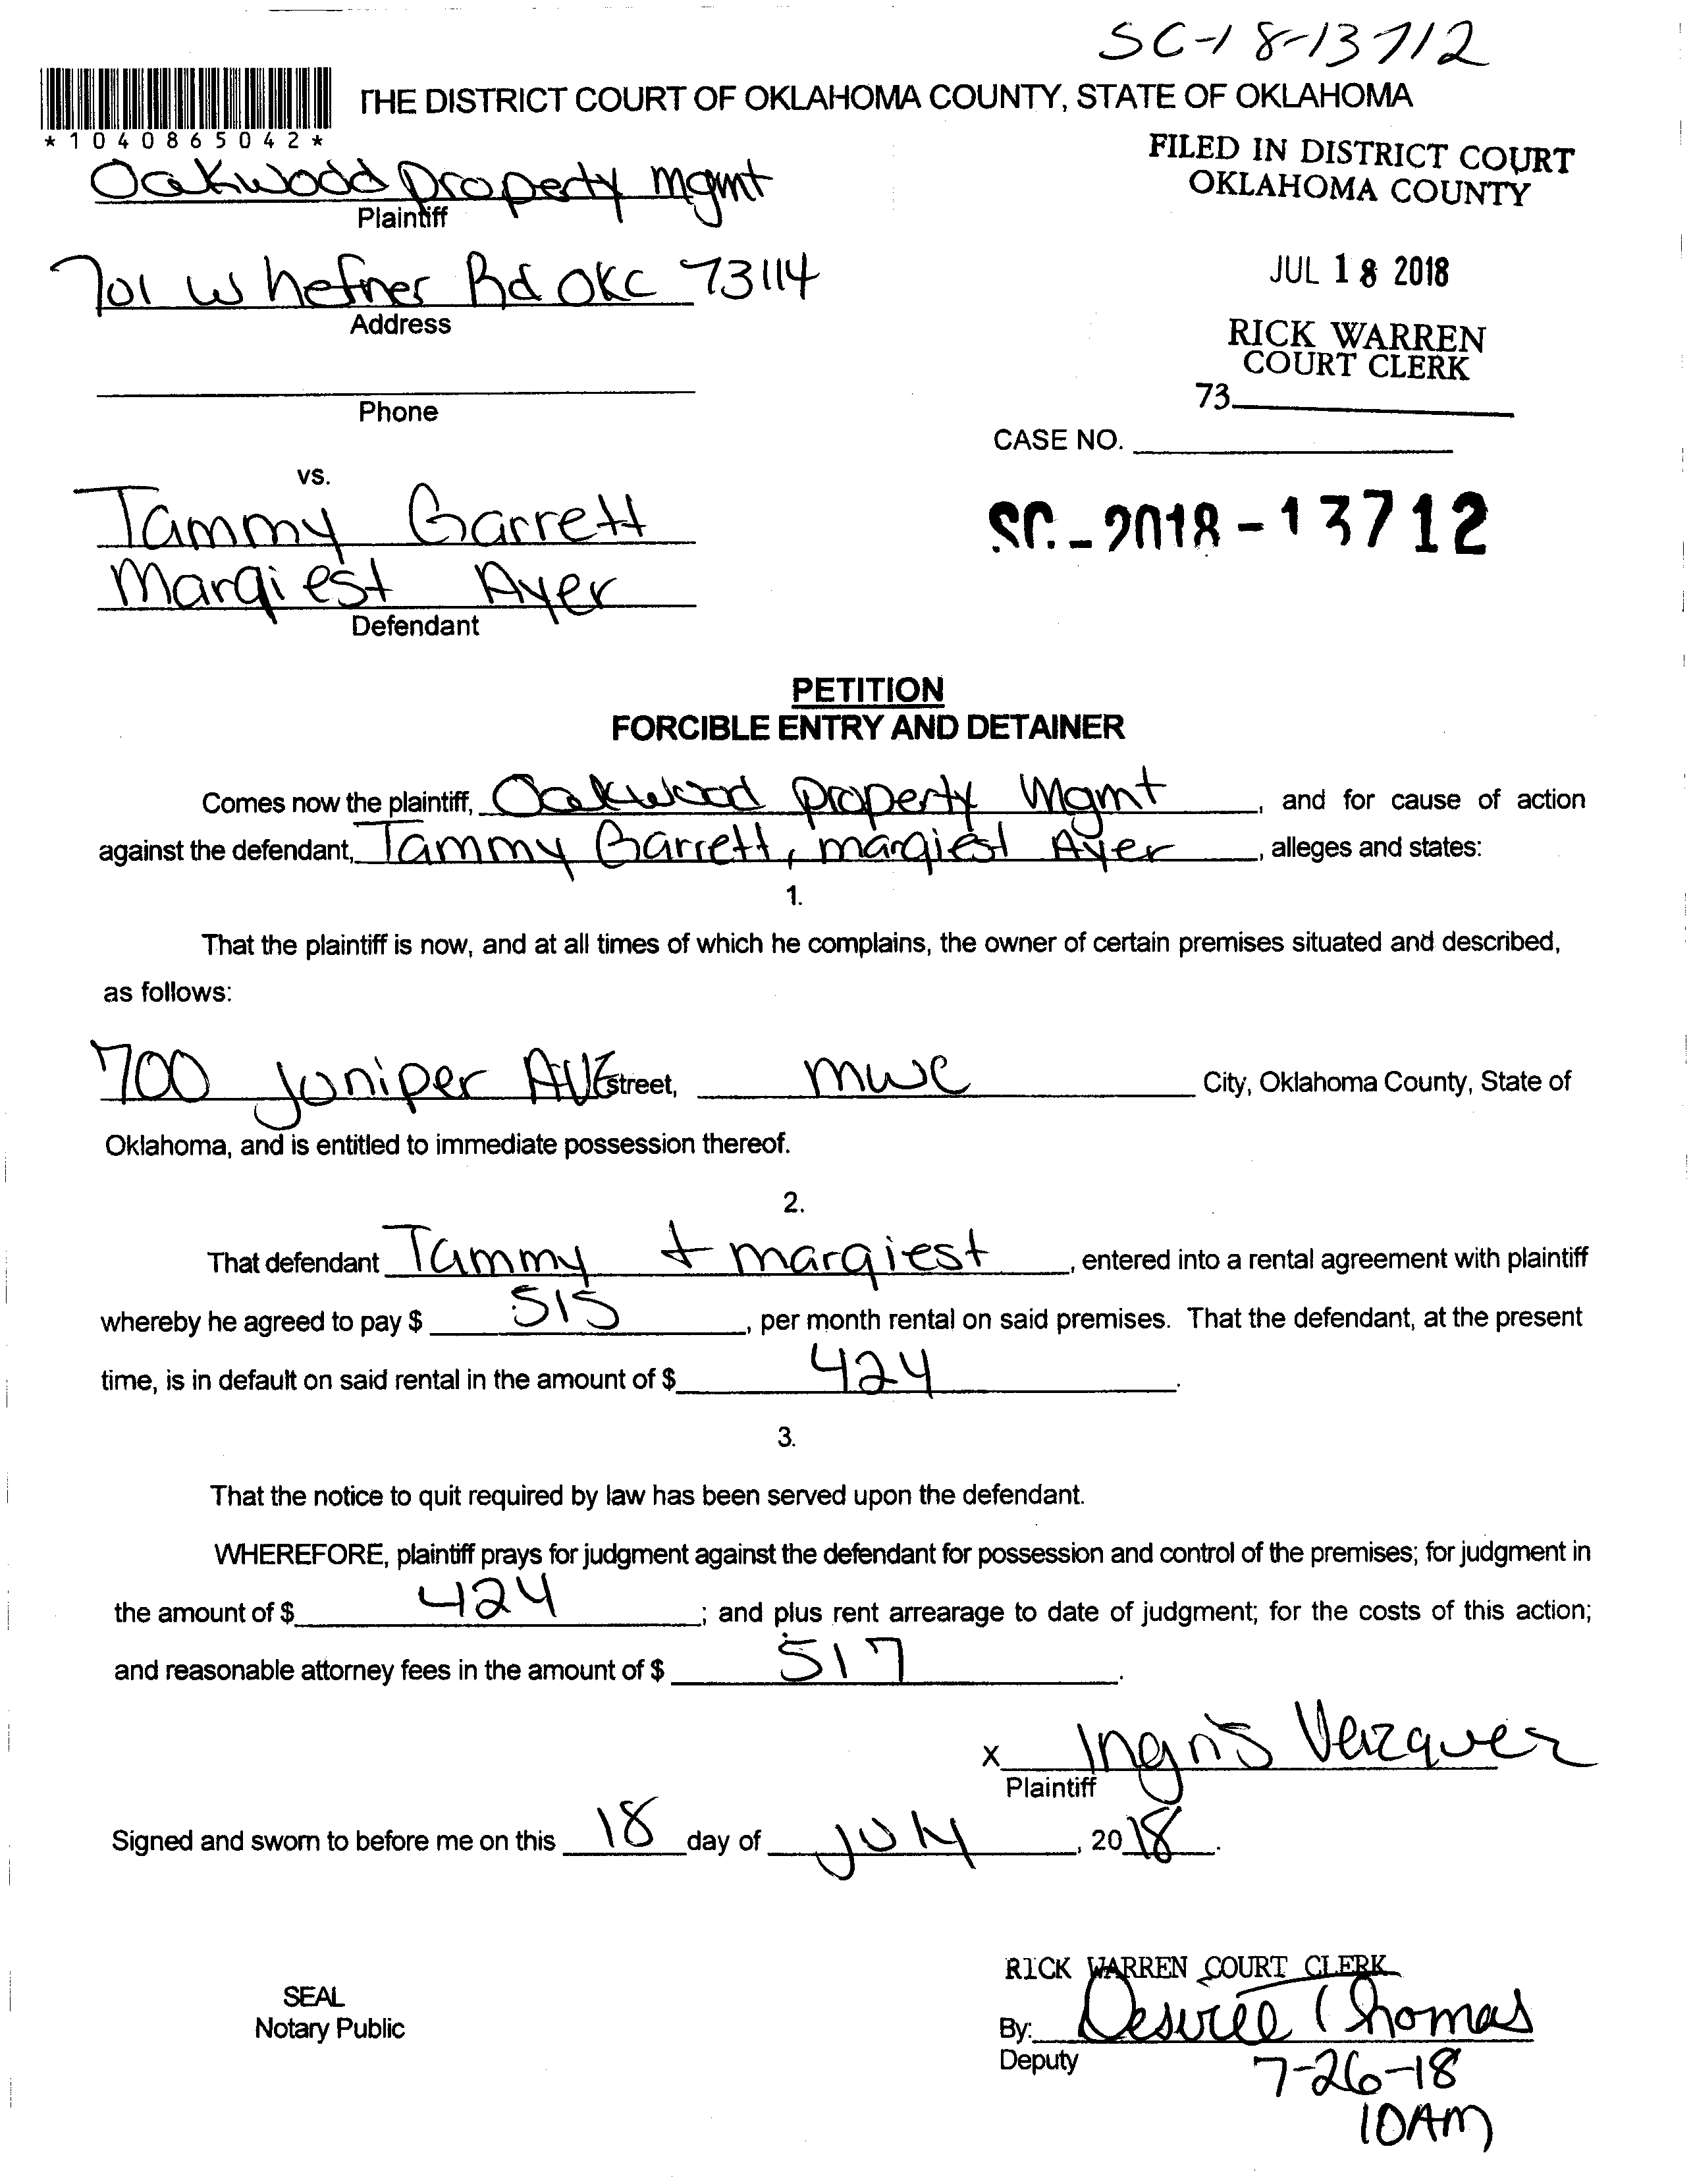 SC-18-13712
THE DISTRICT COURT OF OKLAHOMA COUNTY, STATE OF OKLAHOMA
*1040865042*
FILED IN DISTRICT COURT
OKLAHOMA COUNTY
Oakwood Property mgmt
Plaintiff
JUL 18 2018
701 W hefner Rd OKC 73114
Address
RICK WARREN
COURT CLERK
73
Phone
CASE NO.
vs.
Tammy Garrett
SC-2018-13712
Marqiest Ayer
Defendant
PETITION
FORCIBLE ENTRY AND DETAINER
Comes now the plaintiff, Oakwood property Mgmt, and for cause of action
against the defendant, Tammy Garrett, marqiest Ayer, alleges and states:
1.
That the plaintiff is now, and at all times of which he complains, the owner of certain premises situated and described,
as follows:
700 Juniper AVE street, mwc City, Oklahoma County, State of
Oklahoma, and is entitled to immediate possession thereof.
2.
That defendant Tammy + marqiest, entered into a rental agreement with plaintiff
whereby he agreed to pay $ 515, per month rental on said premises. That the defendant, at the present
time, is in default on said rental in the amount of $ 424.
3.
That the notice to quit required by law has been served upon the defendant.
WHEREFORE, plaintiff prays for judgment against the defendant for possession and control of the premises; for judgment in
the amount of $ 424; and plus rent arrearage to date of judgment; for the costs of this action;
and reasonable attorney fees in the amount of $ 517.
x Ingris Vazquez
Plaintiff
Signed and sworn to before me on this 18 day of July, 2018.
RICK WARREN COURT CLERK
SEAL
Notary Public
By: Desiree Thomas
Deputy
7-26-18
10AM